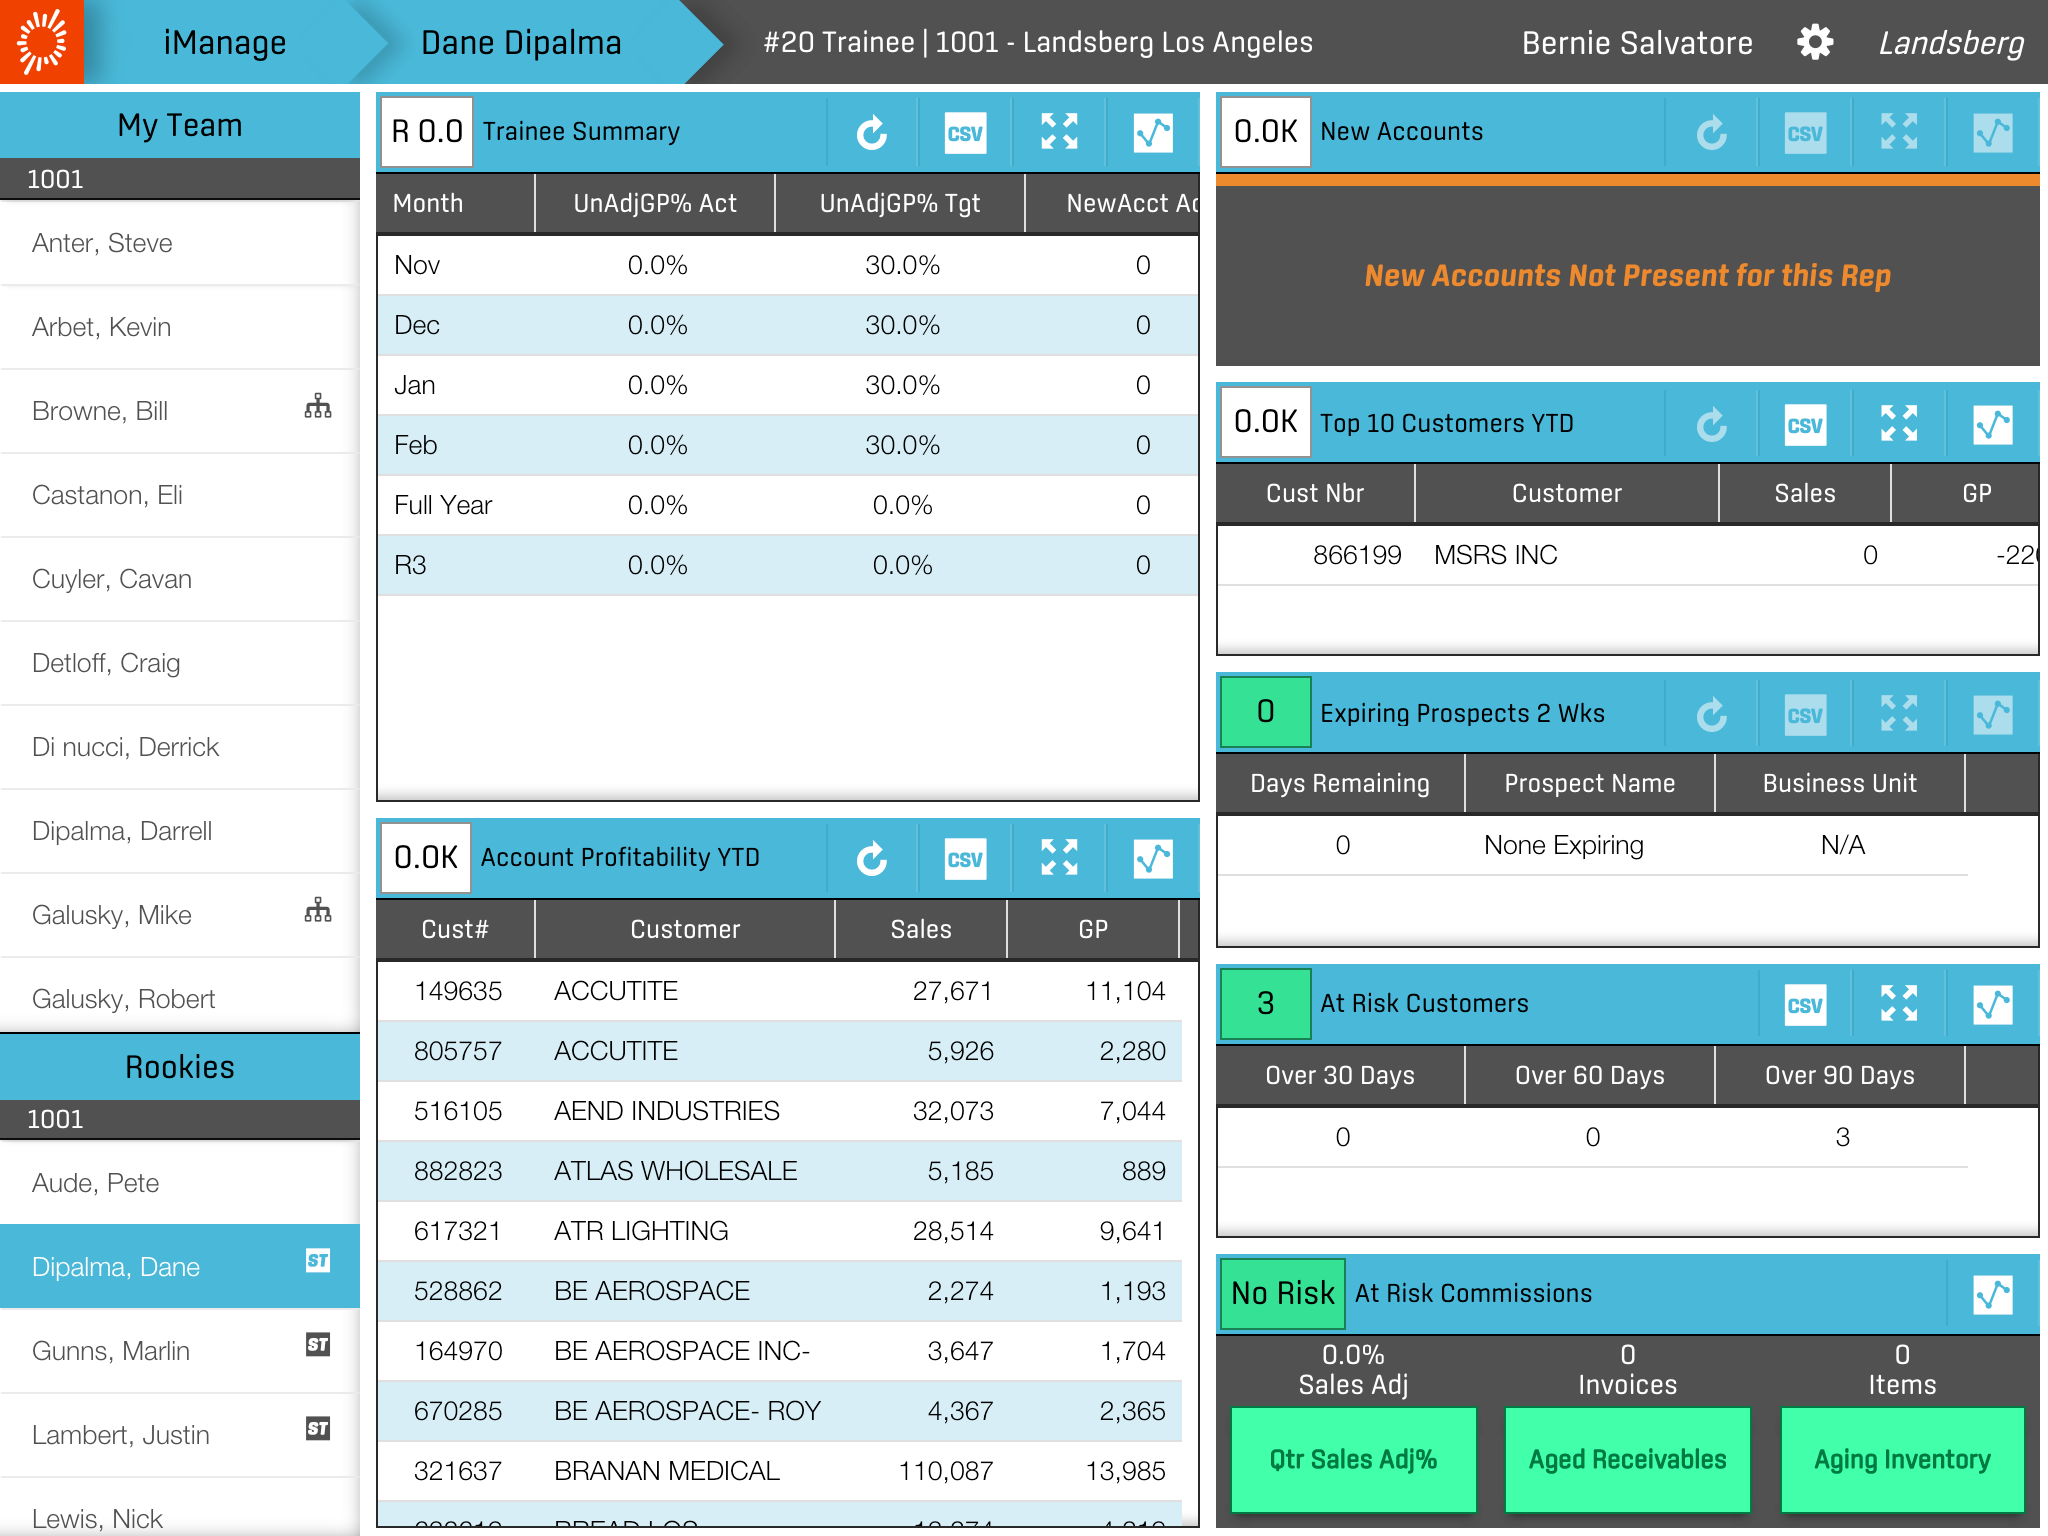 iManage
Dane Dipalma
#20 Trainee | 1001 - Landsberg Los Angeles
Bernie Salvatore
Landsberg
My Team
1001
Anter, Steve
Arbet, Kevin
Browne, Bill
Castanon, Eli
Cuyler, Cavan
Detloff, Craig
Di nucci, Derrick
Dipalma, Darrell
Galusky, Mike
Galusky, Robert
Rookies
1001
Aude, Pete
Dipalma, Dane ST
Gunns, Marlin ST
Lambert, Justin ST
Lewis, Nick
R 0.0 Trainee Summary CSV
Month UnAdjGP% Act UnAdjGP% Tgt NewAcct Ac
Nov 0.0% 30.0% 0
Dec 0.0% 30.0% 0
Jan 0.0% 30.0% 0
Feb 0.0% 30.0% 0
Full Year 0.0% 0.0% 0
R3 0.0% 0.0% 0
0.0K Account Profitability YTD CSV
Cust# Customer Sales GP
149635 ACCUTITE 27,671 11,104
805757 ACCUTITE 5,926 2,280
516105 AEND INDUSTRIES 32,073 7,044
882823 ATLAS WHOLESALE 5,185 889
617321 ATR LIGHTING 28,514 9,641
528862 BE AEROSPACE 2,274 1,193
164970 BE AEROSPACE INC- 3,647 1,704
670285 BE AEROSPACE- ROY 4,367 2,365
321637 BRANAN MEDICAL 110,087 13,985
0.0K New Accounts CSV
New Accounts Not Present for this Rep
0.0K Top 10 Customers YTD CSV
Cust Nbr Customer Sales GP
866199 MSRS INC 0 -22
0 Expiring Prospects 2 Wks CSV
Days Remaining Prospect Name Business Unit
0 None Expiring N/A
3 At Risk Customers CSV
Over 30 Days Over 60 Days Over 90 Days
0 0 3
No Risk At Risk Commissions
0.0% 0 0
Sales Adj Invoices Items
Qtr Sales Adj% Aged Receivables Aging Inventory